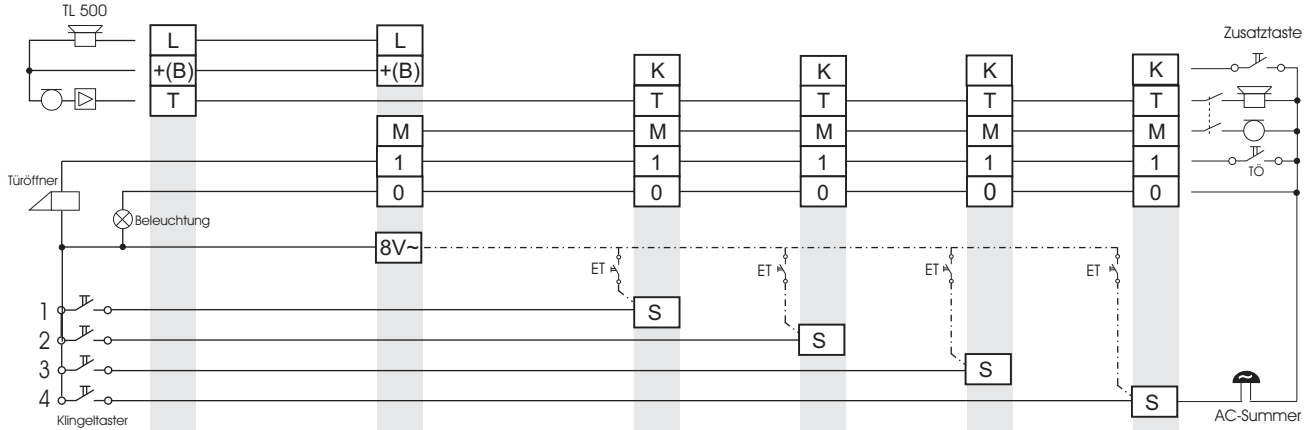 TL 500
L L
Zusatztaste
+(B) +(B) K K K K
T T T T T
M M M M M
1 1 1 1 1
TÖ
Türöffner
0 0 0 0 0
Beleuchtung
8V~
ET ET ET ET
1 S
2 S
3 S
4 S
Klingeltaster
AC-Summer